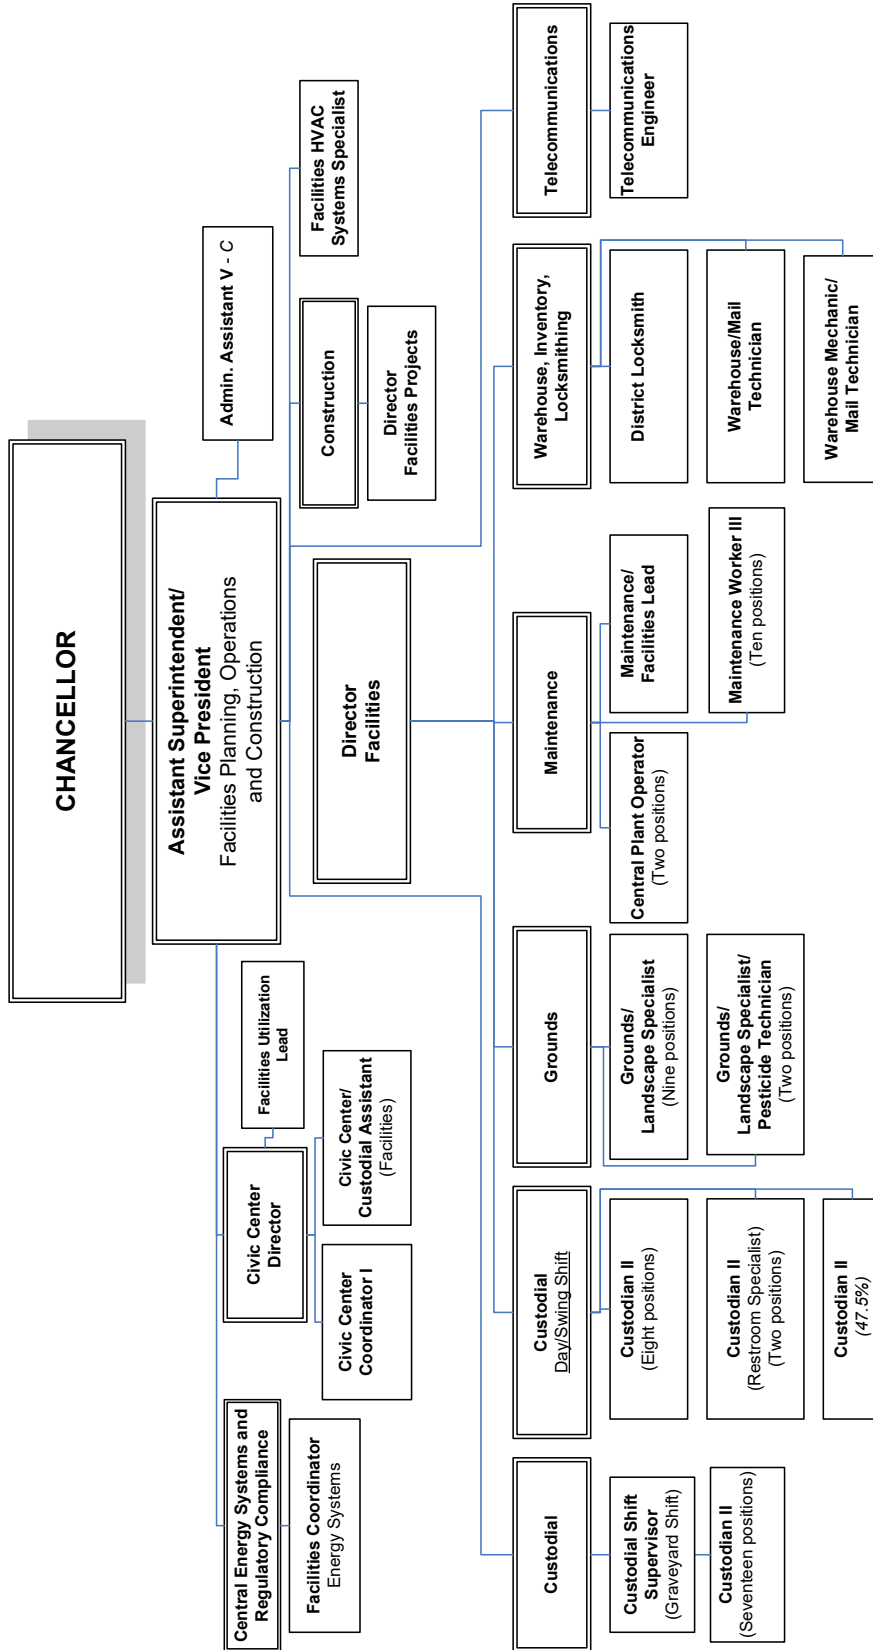 CHANCELLOR
Assistant Superintendent/
Vice President
Facilities Planning, Operations
and Construction
Admin. Assistant V - C
Central Energy Systems and
Regulatory Compliance
Facilities Coordinator
Energy Systems
Civic Center
Director
Facilities Utilization
Lead
Civic Center
Coordinator I
Civic Center/
Custodial Assistant
(Facilities)
Construction
Director
Facilities Projects
Facilities HVAC
Systems Specialist
Director
Facilities
Custodial
Custodial Shift
Supervisor
(Graveyard Shift)
Custodian II
(Seventeen positions)
Custodial
Day/Swing Shift
Custodian II
(Eight positions)
Custodian II
(Restroom Specialist)
(Two positions)
Custodian II
(47.5%)
Grounds
Grounds/
Landscape Specialist
(Nine positions)
Grounds/
Landscape Specialist/
Pesticide Technician
(Two positions)
Maintenance
Central Plant Operator
(Two positions)
Maintenance/
Facilities Lead
Maintenance Worker III
(Ten positions)
Warehouse, Inventory,
Locksmithing
District Locksmith
Warehouse/Mail
Technician
Warehouse Mechanic/
Mail Technician
Telecommunications
Telecommunications
Engineer